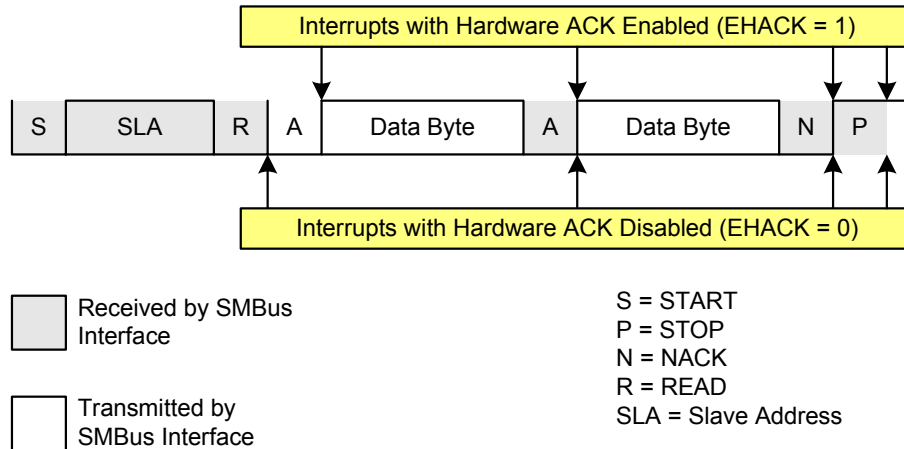 Interrupts with Hardware ACK Enabled (EHACK = 1)
S SLA R A Data Byte A Data Byte N P
Interrupts with Hardware ACK Disabled (EHACK = 0)
Received by SMBus
Interface
Transmitted by
SMBus Interface
S = START
P = STOP
N = NACK
R = READ
SLA = Slave Address